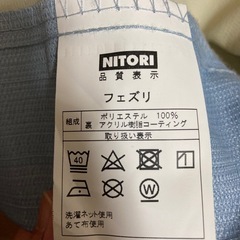 NITORI
品質表示
フェズリ
組成 ポリエステル 100%
裏 アクリル樹脂コーティング
取り扱い表示
40
W
洗濯ネット使用
あて布使用